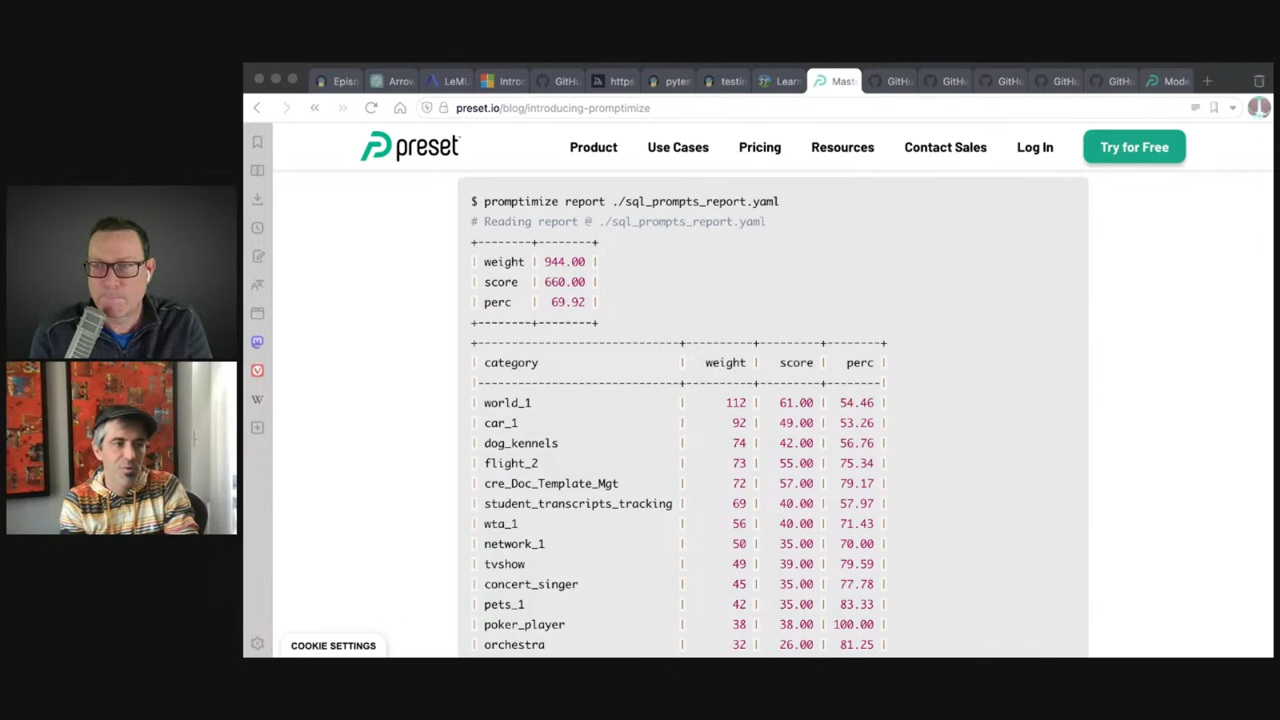 Episo
Arrow
LeMU
Introc
GitHu
https
pytes
testin
Learn
Mast
GitHu
GitHu
GitHu
GitHu
GitHu
Mode
preset.io/blog/introducing-promptimize
preset
Product
Use Cases
Pricing
Resources
Contact Sales
Log In
Try for Free
$ promptimize report ./sql_prompts_report.yaml
# Reading report @ ./sql_prompts_report.yaml
+--------+--------+
| weight | 944.00 |
| score | 660.00 |
| perc | 69.92 |
+--------+--------+
+-----------------------------+----------+---------+--------+
| category | weight | score | perc |
|-----------------------------+----------+---------+--------|
| world_1 | 112 | 61.00 | 54.46 |
| car_1 | 92 | 49.00 | 53.26 |
| dog_kennels | 74 | 42.00 | 56.76 |
| flight_2 | 73 | 55.00 | 75.34 |
| cre_Doc_Template_Mgt | 72 | 57.00 | 79.17 |
| student_transcripts_tracking | 69 | 40.00 | 57.97 |
| wta_1 | 56 | 40.00 | 71.43 |
| network_1 | 50 | 35.00 | 70.00 |
| tvshow | 49 | 39.00 | 79.59 |
| concert_singer | 45 | 35.00 | 77.78 |
| pets_1 | 42 | 35.00 | 83.33 |
| poker_player | 38 | 38.00 | 100.00 |
| orchestra | 32 | 26.00 | 81.25 |
COOKIE SETTINGS
W